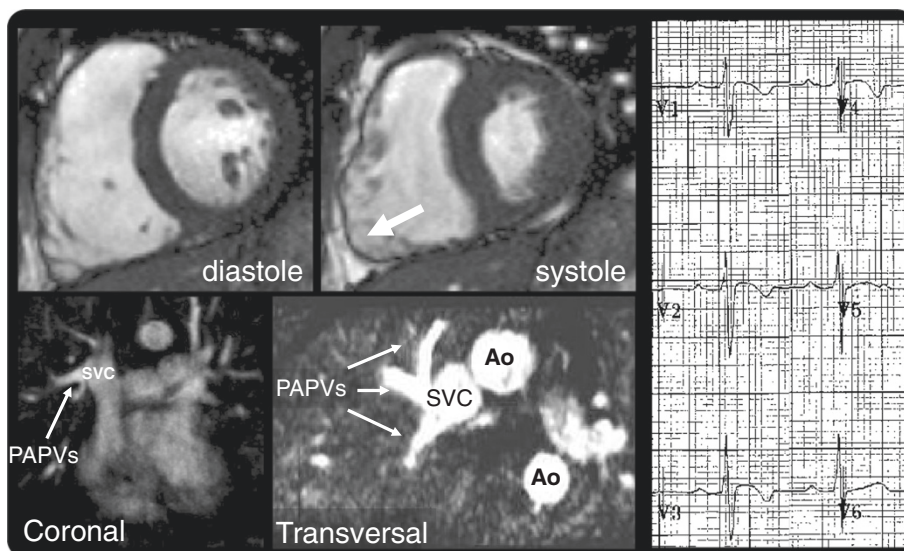 diastole
systole
V1
V4
V2
V5
V3
V6
SVC
PAPVs
Coronal
Ao
PAPVs
SVC
Ao
Transversal